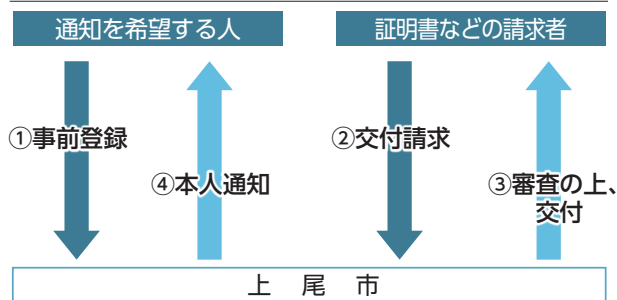 通知を希望する人
証明書などの請求者
①事前登録
②交付請求
④本人通知
③審査の上、
交付
上尾市